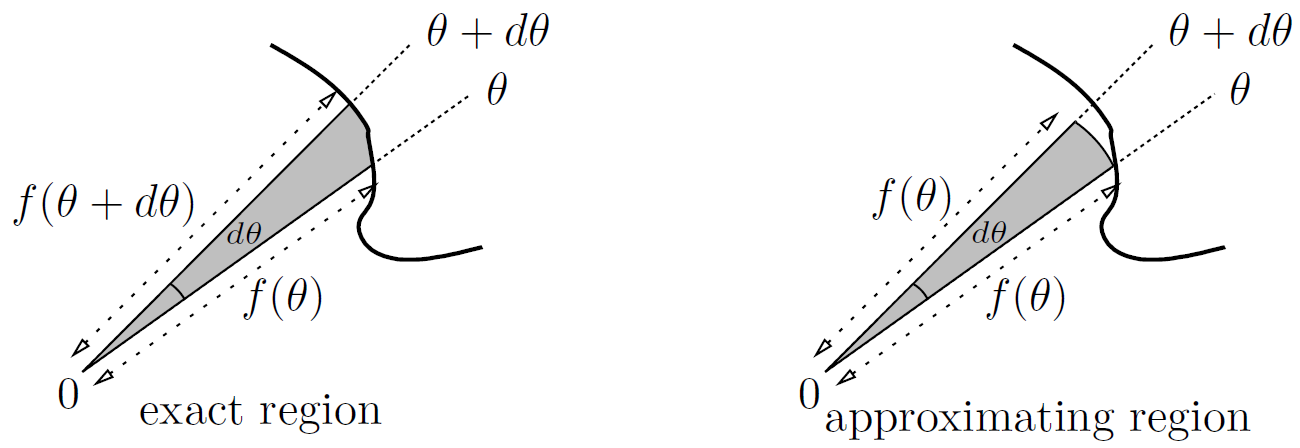 θ + dθ
θ
f(θ + dθ)
dθ
f(θ)
0
exact region
θ + dθ
θ
f(θ)
dθ
f(θ)
0
approximating region